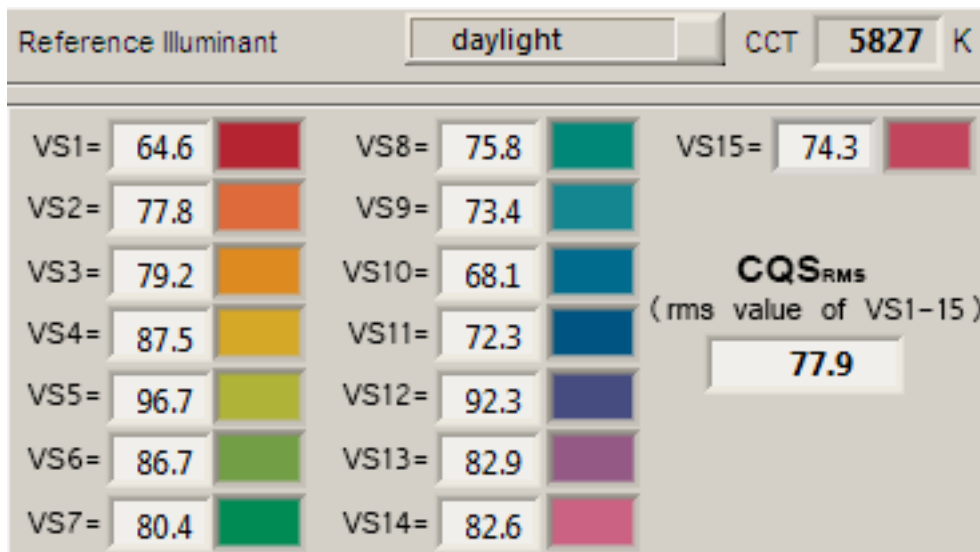 Reference Illuminant daylight CCT 5827 K
VS1= 64.6 VS8= 75.8 VS15= 74.3
VS2= 77.8 VS9= 73.4
VS3= 79.2 VS10= 68.1 CQSRMS
(rms value of VS1-15)
VS4= 87.5 VS11= 72.3
77.9
VS5= 96.7 VS12= 92.3
VS6= 86.7 VS13= 82.9
VS7= 80.4 VS14= 82.6